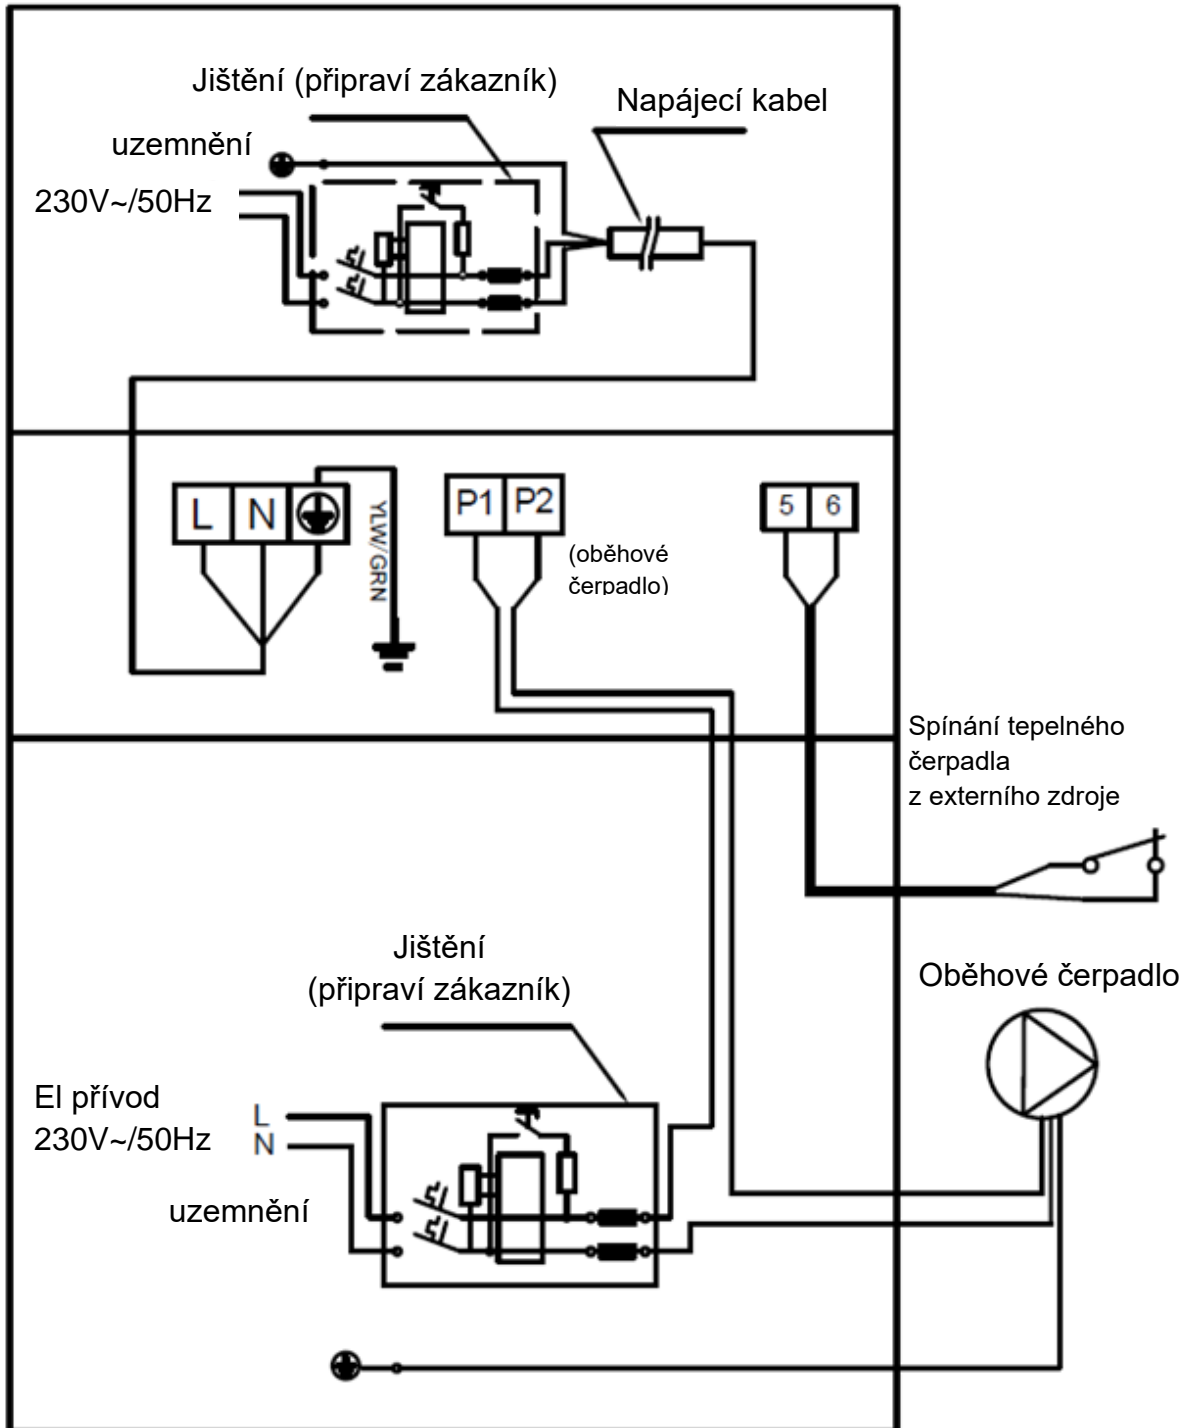 Jištění (připraví zákazník)
Napájecí kabel
uzemnění
230V~/50Hz
L N
YLW/GRN
P1 P2
(oběhové
čerpadlo)
5 6
Spínání tepelného
čerpadla
z externího zdroje
Jištění
(připraví zákazník)
Oběhové čerpadlo
El přívod
230V~/50Hz
L
N
uzemnění